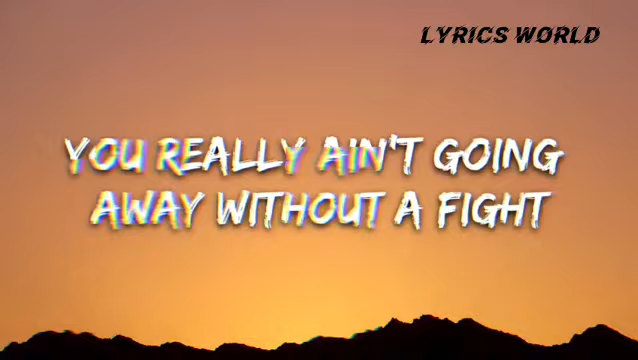 LYRICS WORLD
YOU REALLY AIN'T GOING
AWAY WITHOUT A FIGHT